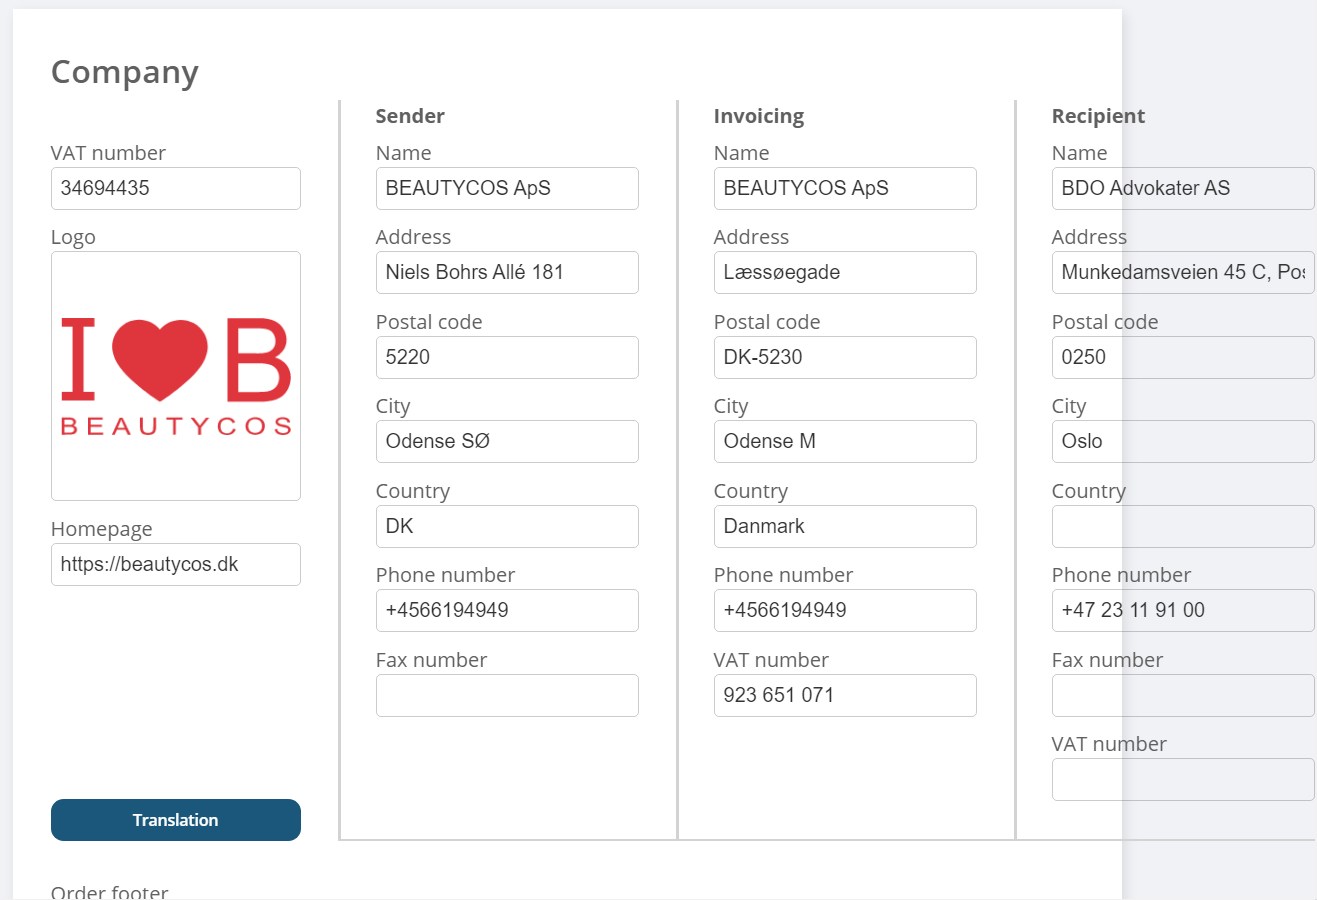 Company
VAT number
34694435
Logo
I B
BEAUTYCOS
Homepage
https://beautycos.dk
Translation
Order footer
Sender
Name
BEAUTYCOS ApS
Address
Niels Bohrs Allé 181
Postal code
5220
City
Odense SØ
Country
DK
Phone number
+4566194949
Fax number
Invoicing
Name
BEAUTYCOS ApS
Address
Læssøegade
Postal code
DK-5230
City
Odense M
Country
Danmark
Phone number
+4566194949
VAT number
923 651 071
Recipient
Name
BDO Advokater AS
Address
Munkedamsveien 45 C, Pos
Postal code
0250
City
Oslo
Country
Phone number
+47 23 11 91 00
Fax number
VAT number